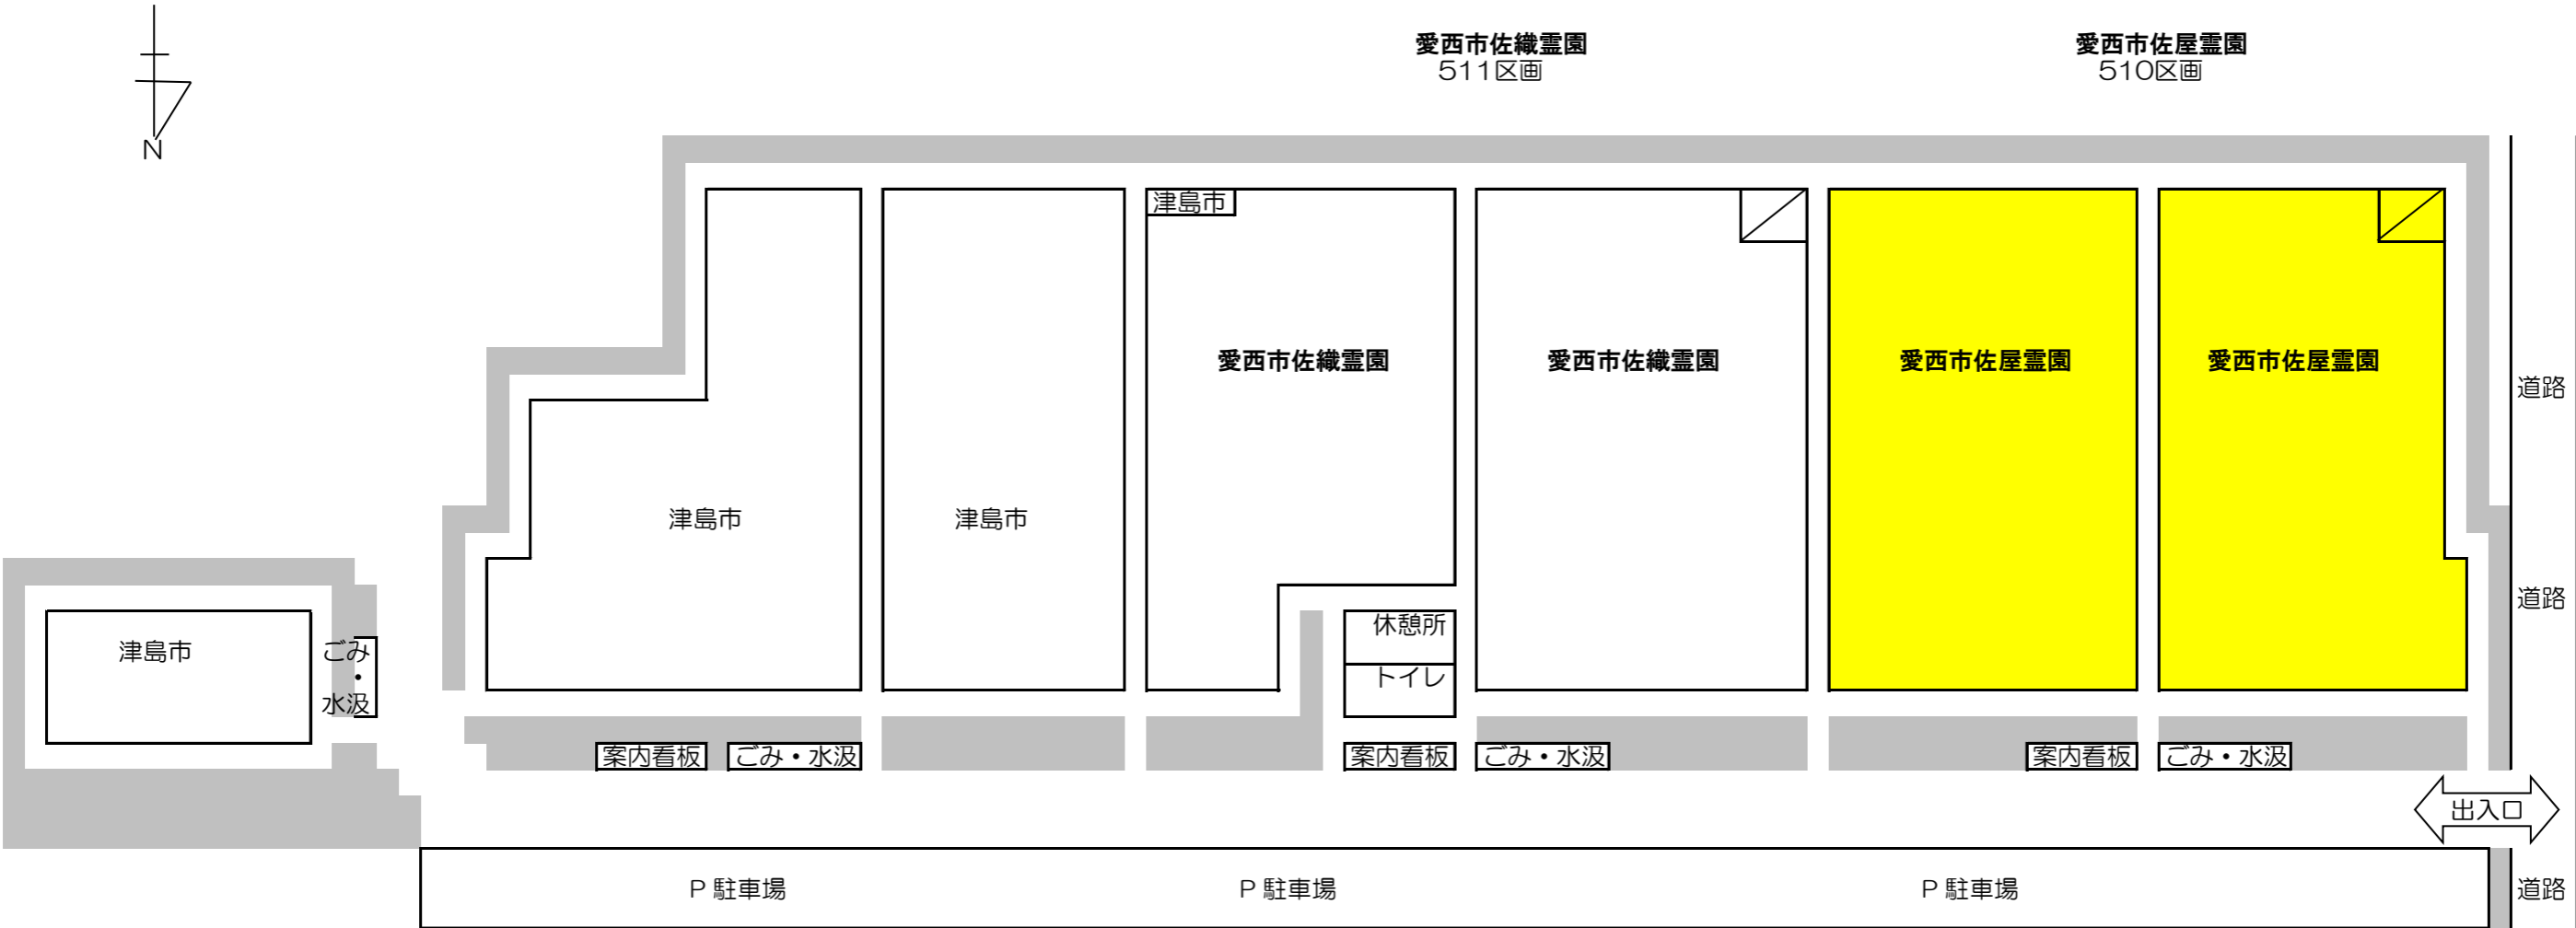 愛西市佐織霊園
511区画
愛西市佐屋霊園
510区画
N
津島市
愛西市佐織霊園
愛西市佐織霊園
愛西市佐屋霊園
愛西市佐屋霊園
道路
津島市
津島市
道路
休憩所
トイレ
津島市
ごみ
・
水汲
案内看板
ごみ・水汲
案内看板
ごみ・水汲
案内看板
ごみ・水汲
出入口
P 駐車場
P 駐車場
P 駐車場
道路